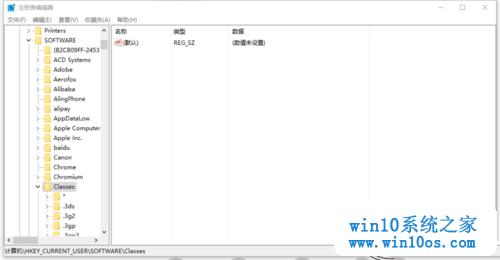 注册表编辑器
文件(F) 编辑(E) 查看(V) 收藏夹(A) 帮助(H)
Printers
SOFTWARE
{B2CB09FF-2453
ACD Systems
Adobe
Aerofox
Alibaba
AlingPhone
alipay
AppDataLow
Apple Computer
Apple Inc.
baidu
Canon
Chrome
Chromium
Classes
*
.3ds
.3g2
.3gp
名称 类型 数据
(默认) REG_SZ (数值未设置)
计算机\HKEY_CURRENT_USER\SOFTWARE\Classes
win10系统之家
www.win10os.com